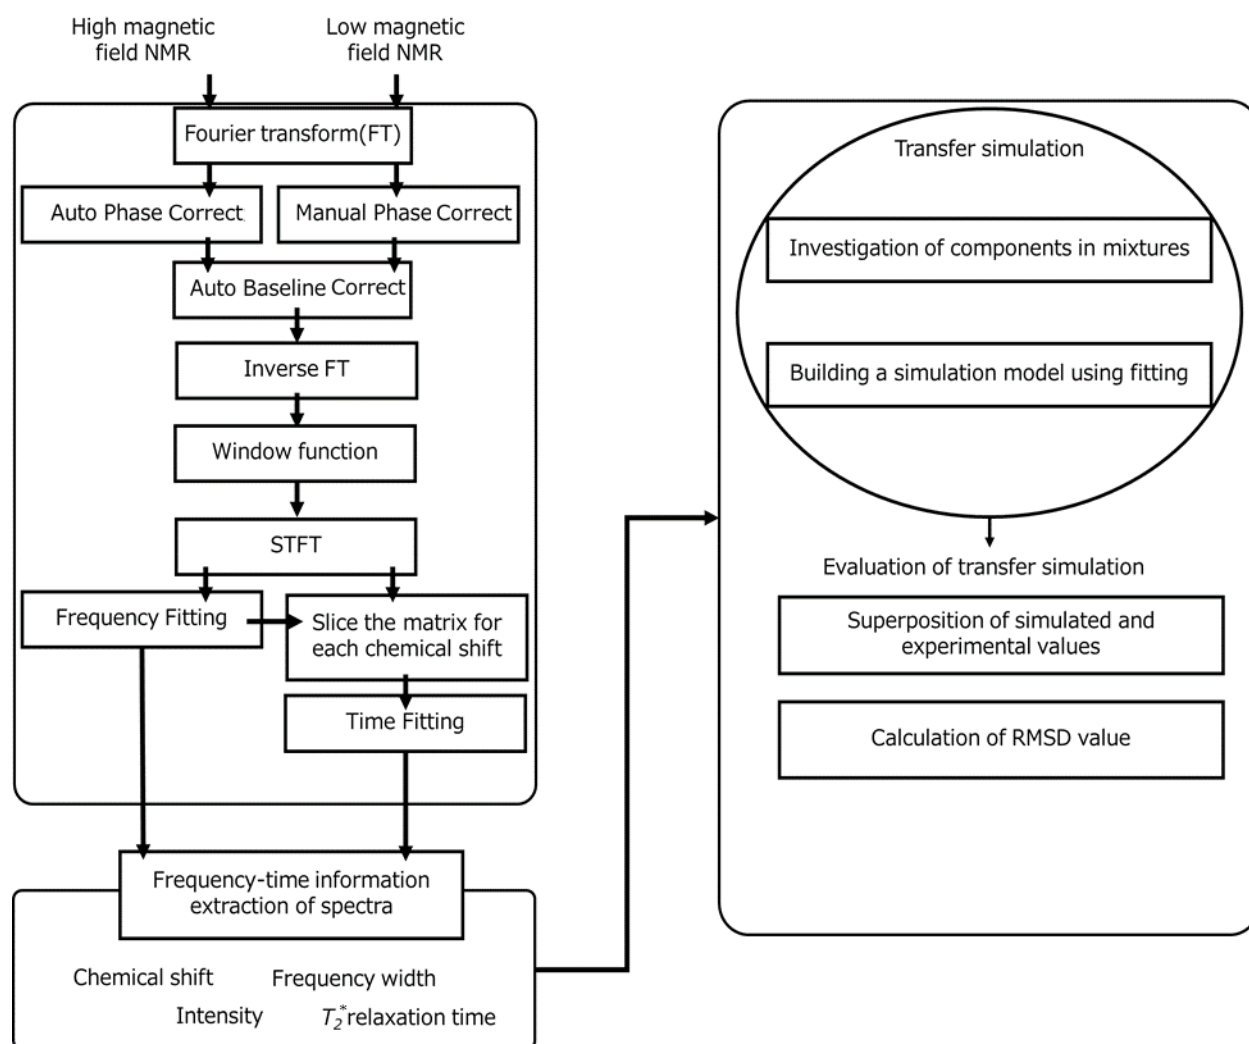 High magnetic
field NMR
Low magnetic
field NMR
Fourier transform(FT)
Auto Phase Correct
Manual Phase Correct
Auto Baseline Correct
Inverse FT
Window function
STFT
Frequency Fitting
Slice the matrix for
each chemical shift
Time Fitting
Frequency-time information
extraction of spectra
Chemical shift
Frequency width
Intensity
T₂* relaxation time
Transfer simulation
Investigation of components in mixtures
Building a simulation model using fitting
Evaluation of transfer simulation
Superposition of simulated and
experimental values
Calculation of RMSD value